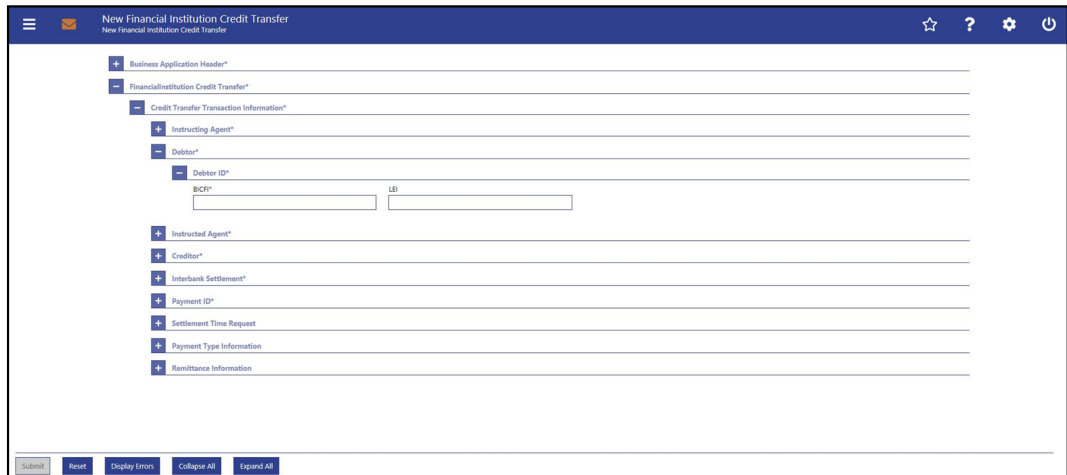 New Financial Institution Credit Transfer
New Financial Institution Credit Transfer
?
+ Business Application Header*
− FinancialInstitution Credit Transfer*
− Credit Transfer Transaction Information*
+ Instructing Agent*
− Debtor*
− Debtor ID*
BICFI* LEI
+ Instructed Agent*
+ Creditor*
+ Interbank Settlement*
+ Payment ID*
+ Settlement Time Request
+ Payment Type Information
+ Remittance Information
Submit Reset Display Errors Collapse All Expand All